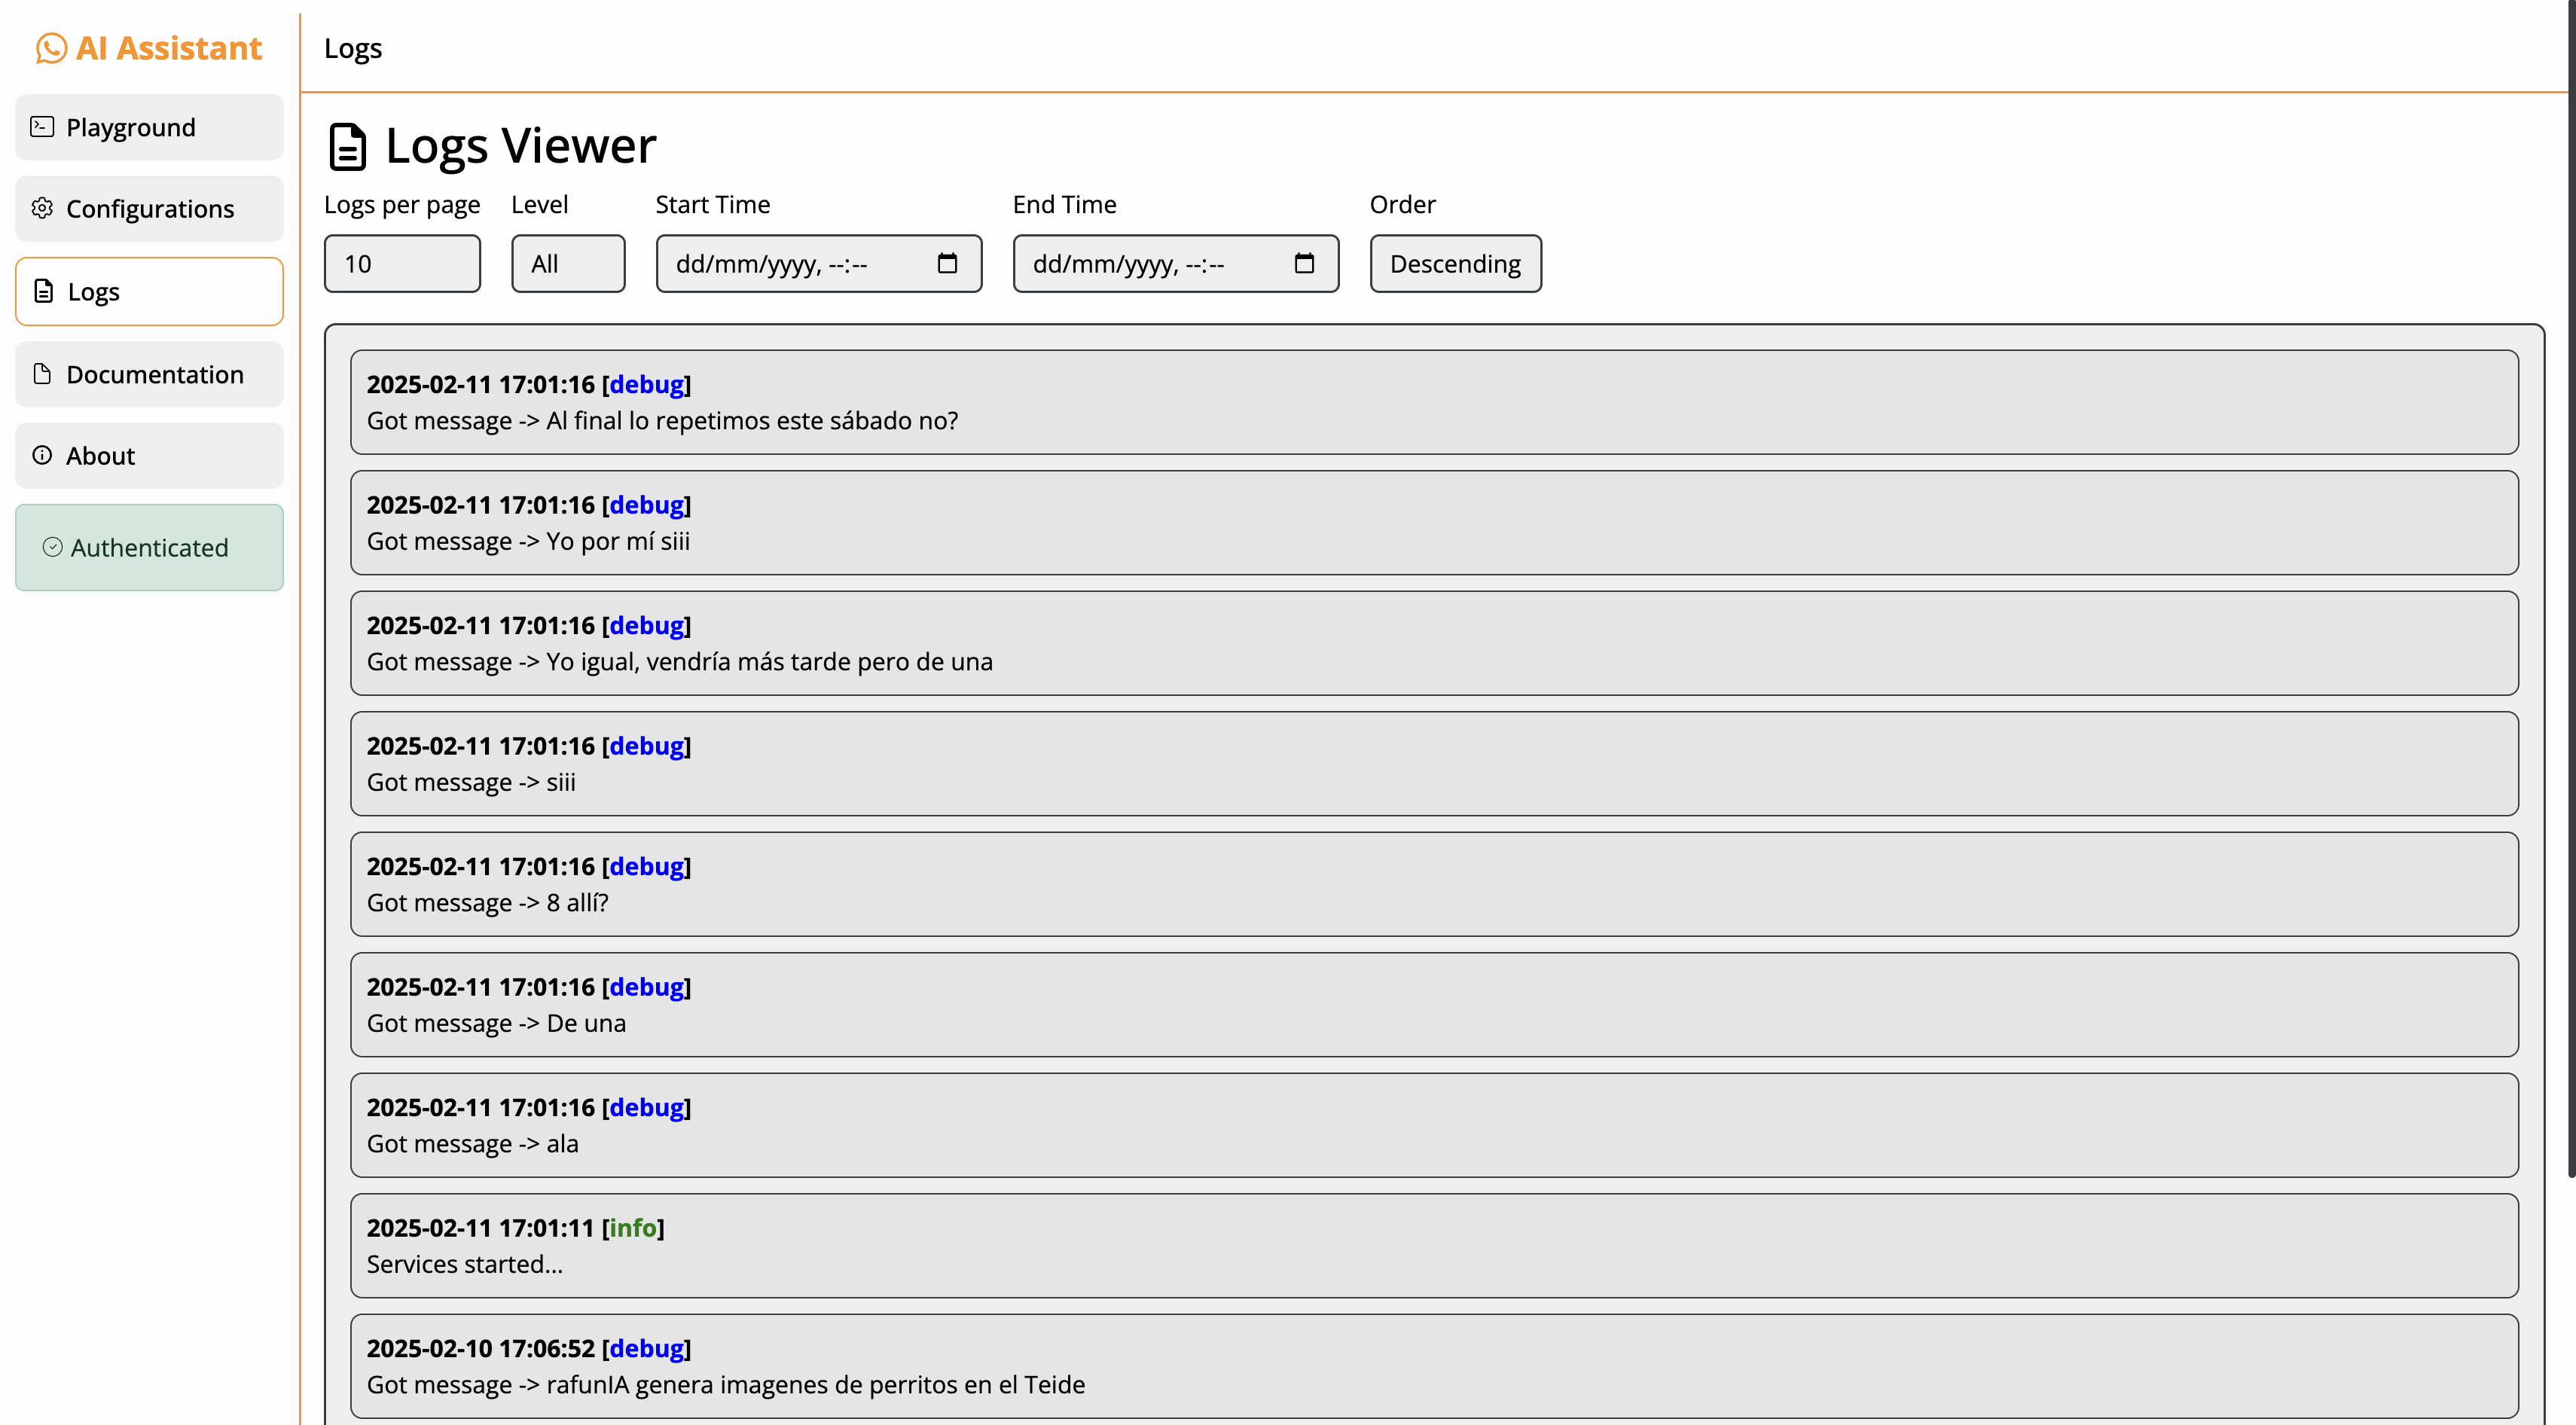 AI Assistant
Playground
Configurations
Logs
Documentation
About
Authenticated
Logs
Logs Viewer
Logs per page Level Start Time End Time Order
10 All dd/mm/yyyy, --:-- dd/mm/yyyy, --:-- Descending
2025-02-11 17:01:16 [debug]
Got message -> Al final lo repetimos este sábado no?
2025-02-11 17:01:16 [debug]
Got message -> Yo por mí siii
2025-02-11 17:01:16 [debug]
Got message -> Yo igual, vendría más tarde pero de una
2025-02-11 17:01:16 [debug]
Got message -> siii
2025-02-11 17:01:16 [debug]
Got message -> 8 allí?
2025-02-11 17:01:16 [debug]
Got message -> De una
2025-02-11 17:01:16 [debug]
Got message -> ala
2025-02-11 17:01:11 [info]
Services started...
2025-02-10 17:06:52 [debug]
Got message -> rafunIA genera imagenes de perritos en el Teide